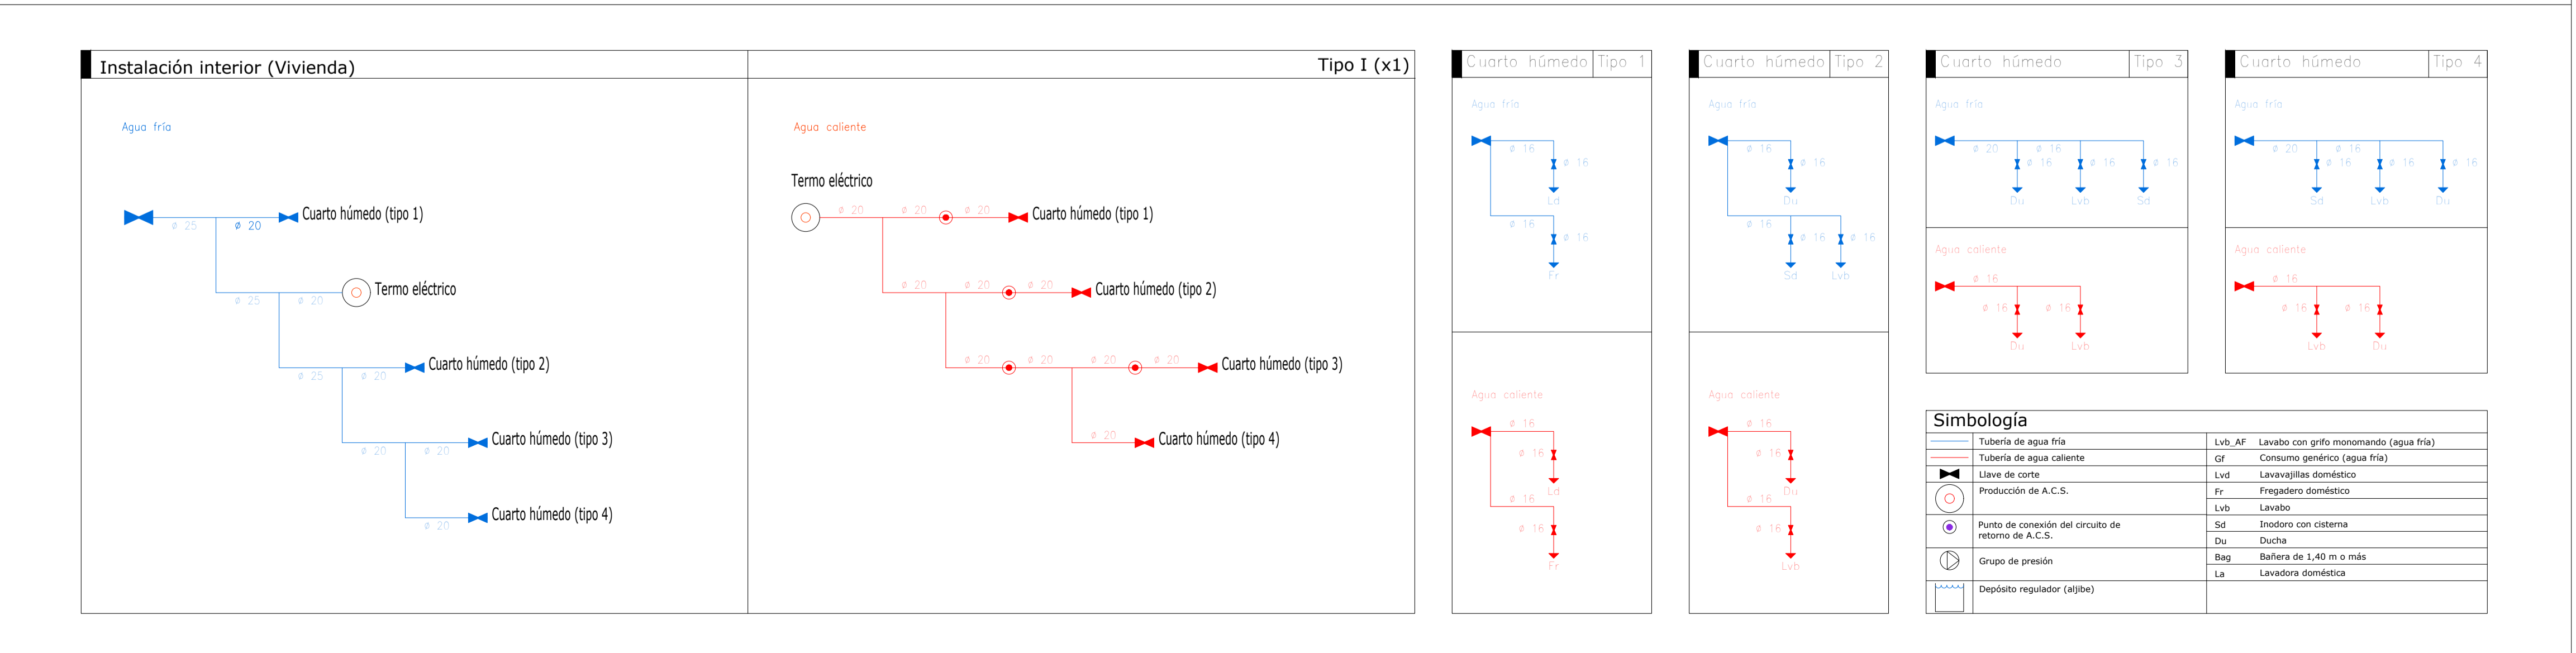 Instalación interior (Vivienda)
Tipo I (x1)
Agua fría
Cuarto húmedo (tipo 1)
ø 25
ø 20
Termo eléctrico
ø 25
ø 20
Cuarto húmedo (tipo 2)
ø 25
ø 20
Cuarto húmedo (tipo 3)
ø 20
ø 20
Cuarto húmedo (tipo 4)
ø 20
Agua caliente
Termo eléctrico
ø 20
ø 20
ø 20
Cuarto húmedo (tipo 1)
ø 20
ø 20
ø 20
Cuarto húmedo (tipo 2)
ø 20
ø 20
ø 20
ø 20
Cuarto húmedo (tipo 3)
ø 20
Cuarto húmedo (tipo 4)
Cuarto húmedo Tipo 1
Agua fría
ø 16
ø 16
Ld
ø 16
ø 16
Fr
Agua caliente
ø 16
ø 16
Ld
ø 16
ø 16
Fr
Cuarto húmedo Tipo 2
Agua fría
ø 16
ø 16
Du
ø 16
ø 16
ø 16
Sd
Lvb
Agua caliente
ø 16
ø 16
Du
ø 16
ø 16
Lvb
Cuarto húmedo Tipo 3
Agua fría
ø 20
ø 16
ø 16
ø 16
ø 16
Du
Lvb
Sd
Agua caliente
ø 16
ø 16
ø 16
Du
Lvb
Cuarto húmedo Tipo 4
Agua fría
ø 20
ø 16
ø 16
ø 16
ø 16
Sd
Lvb
Du
Agua caliente
ø 16
ø 16
ø 16
Lvb
Du
Simbología
Tubería de agua fría
Tubería de agua caliente
Llave de corte
Producción de A.C.S.
Punto de conexión del circuito de
retorno de A.C.S.
Grupo de presión
Depósito regulador (aljibe)
Lvb_AF Lavabo con grifo monomando (agua fría)
Gf Consumo genérico (agua fría)
Lvd Lavavajillas doméstico
Fr Fregadero doméstico
Lvb Lavabo
Sd Inodoro con cisterna
Du Ducha
Bag Bañera de 1,40 m o más
La Lavadora doméstica